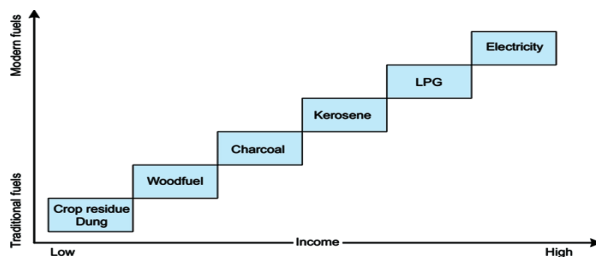 Modern fuels
Electricity
LPG
Kerosene
Charcoal
Woodfuel
Traditional fuels
Crop residue
Dung
Low
Income
High